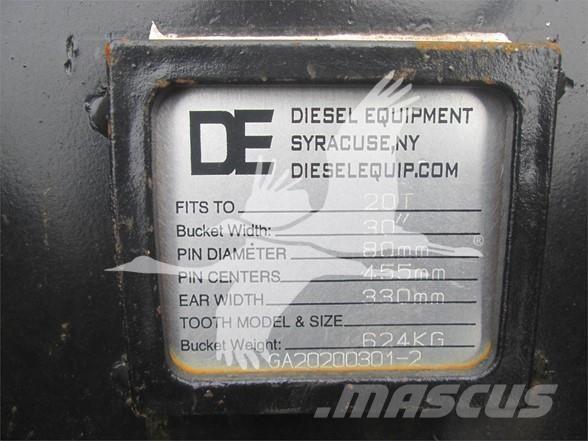 DE
DIESEL EQUIPMENT
SYRACUSE,NY
DIESELEQUIP.COM
FITS TO 20T
Bucket Width: 30"
PIN DIAMETER 80mm
PIN CENTERS 455mm
EAR WIDTH 330mm
TOOTH MODEL & SIZE
Bucket Weight: 624KG
GA20200301-2
®
MASCUS